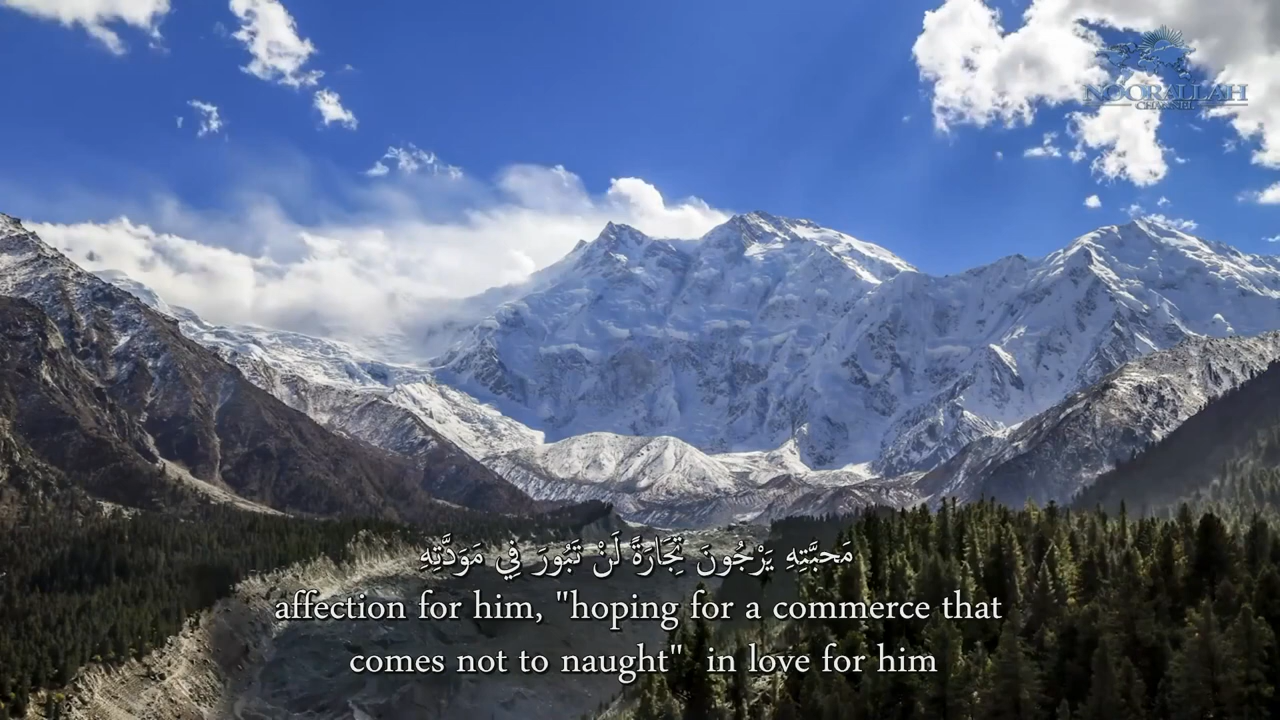 NOORALLAH
CHANNEL
مَحَبَّتِهِ يَرْجُونَ تِجَارَةً لَنْ تَبُورَ فِي مَوَدَّتِهِ
affection for him, "hoping for a commerce that
comes not to naught" in love for him